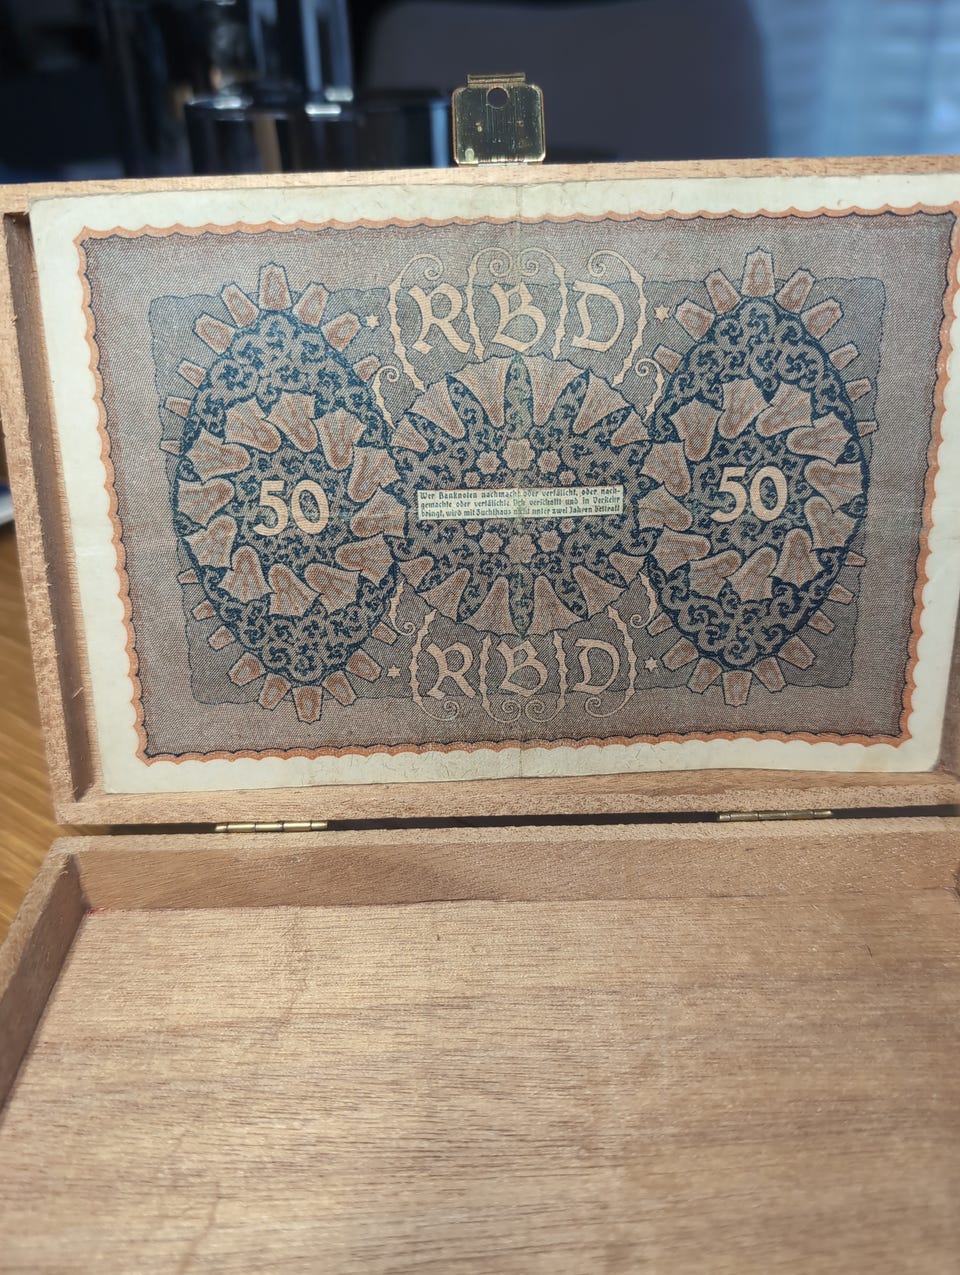 RBD
50
50
Wer Banknoten nachmacht oder verfälscht, oder nach-
gemachte oder verfälschte sich verschafft und in Verkehr
bringt, wird mit Zuchthaus nicht unter zwei Jahren bestraft
RBD